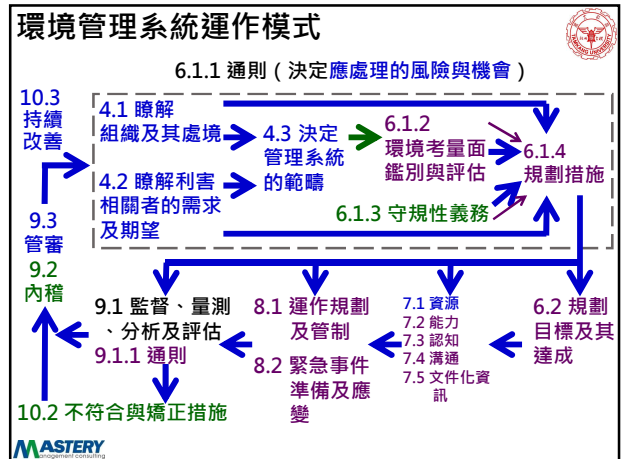 環境管理系統運作模式
6.1.1 通則（決定應處理的風險與機會）
10.3
持續
改善
4.1 瞭解
組織及其處境
4.2 瞭解利害
相關者的需求
及期望
4.3 決定
管理系統
的範疇
6.1.2
環境考量面
鑑別與評估
6.1.3 守規性義務
6.1.4
規劃措施
9.3
管審
9.2
內稽
9.1 監督、量測
、分析及評估
9.1.1 通則
8.1 運作規劃
及管制
8.2 緊急事件
準備及應
變
7.1 資源
7.2 能力
7.3 認知
7.4 溝通
7.5 文件化資
訊
6.2 規劃
目標及其
達成
10.2 不符合與矯正措施
MASTERY
management consulting